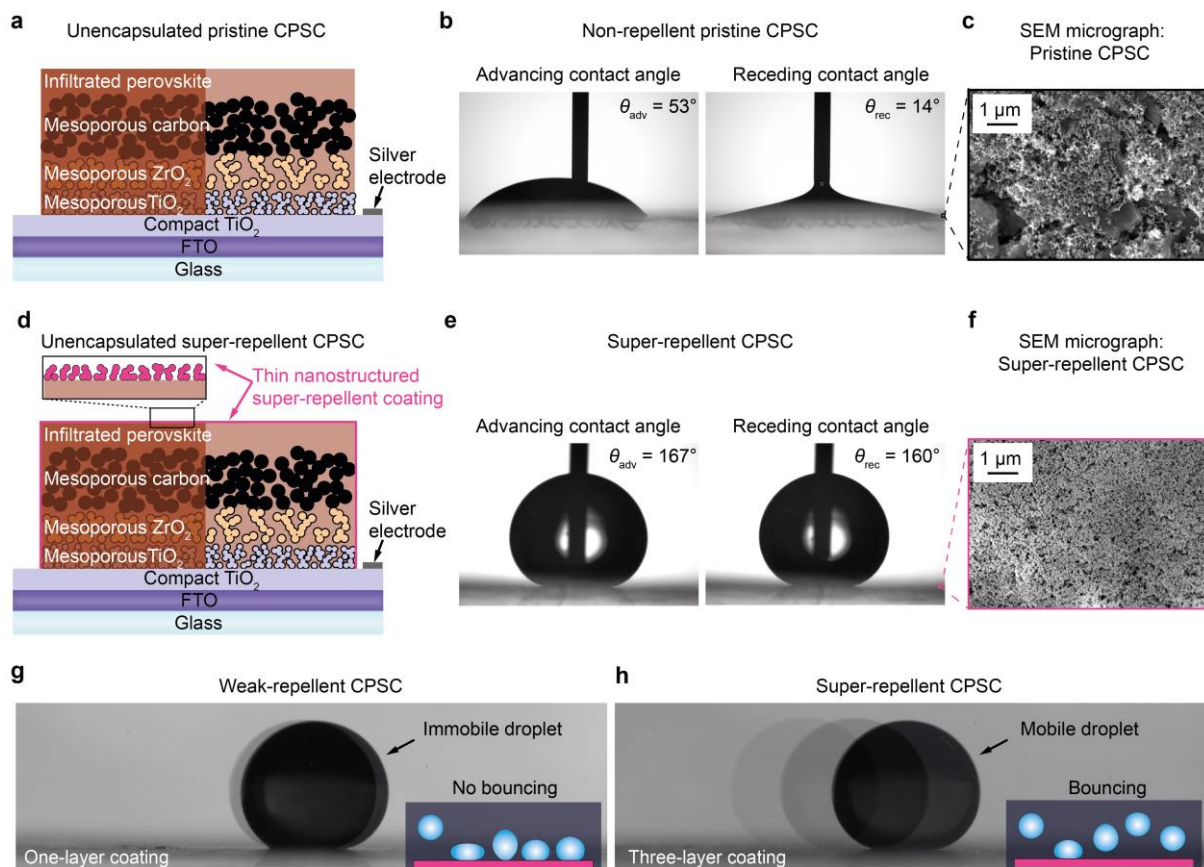 a
Unencapsulated pristine CPSC
Infiltrated perovskite
Mesoporous carbon
Mesoporous ZrO₂
MesoporousTiO₂
Silver
electrode
Compact TiO₂
FTO
Glass
b
Non-repellent pristine CPSC
Advancing contact angle
θadv = 53°
Receding contact angle
θrec = 14°
c
SEM micrograph:
Pristine CPSC
1 µm
d
Unencapsulated super-repellent CPSC
Thin nanostructured
super-repellent coating
Infiltrated perovskite
Mesoporous carbon
Mesoporous ZrO₂
MesoporousTiO₂
Silver
electrode
Compact TiO₂
FTO
Glass
e
Super-repellent CPSC
Advancing contact angle
θadv = 167°
Receding contact angle
θrec = 160°
f
SEM micrograph:
Super-repellent CPSC
1 µm
g
Weak-repellent CPSC
Immobile droplet
No bouncing
One-layer coating
h
Super-repellent CPSC
Mobile droplet
Bouncing
Three-layer coating